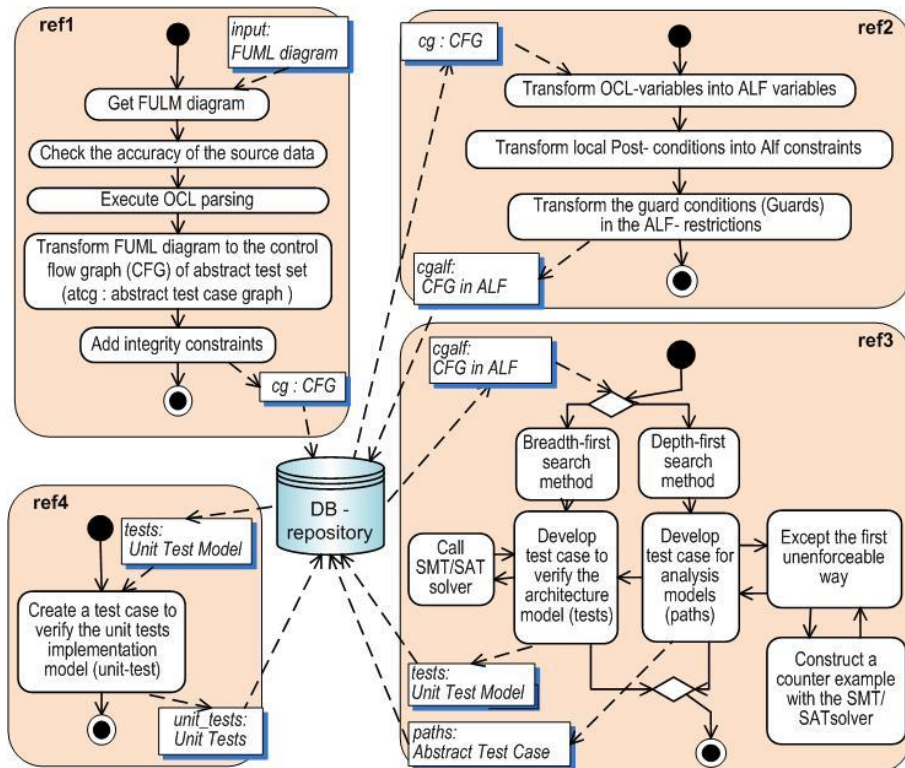 ref1
input:
FUML diagram
Get FULM diagram
Check the accuracy of the source data
Execute OCL parsing
Transform FUML diagram to the control
flow graph (CFG) of abstract test set
(atcg : abstract test case graph )
Add integrity constraints
cg : CFG
ref2
cg : CFG
Transform OCL-variables into ALF variables
Transform local Post- conditions into Alf constraints
Transform the guard conditions (Guards)
in the ALF- restrictions
cgalf:
CFG in ALF
ref3
cgalf:
CFG in ALF
Breadth-first
search
method
Depth-first
search
method
Call
SMT/SAT
solver
Develop
test case to
verify the
architecture
model (tests)
Develop
test case for
analysis
models
(paths)
Except the first
unenforceable
way
Construct a
counter example
with the SMT/
SATsolver
tests:
Unit Test Model
paths:
Abstract Test Case
DB -
repository
ref4
tests:
Unit Test Model
Create a test case to
verify the unit tests
implementation
model (unit-test)
unit_tests:
Unit Tests